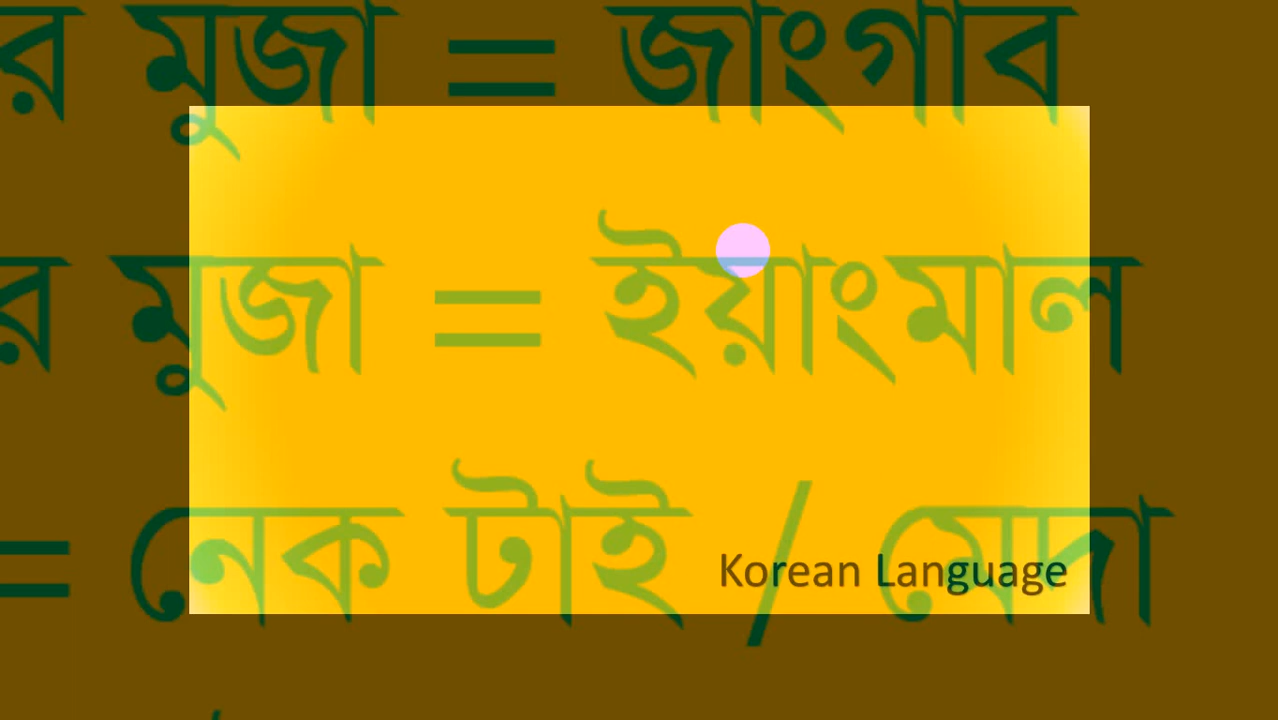 র মুজা = জাংগাব
র মুজা = ইয়াংমাল
= নেক টাই / মেদা
Korean Language